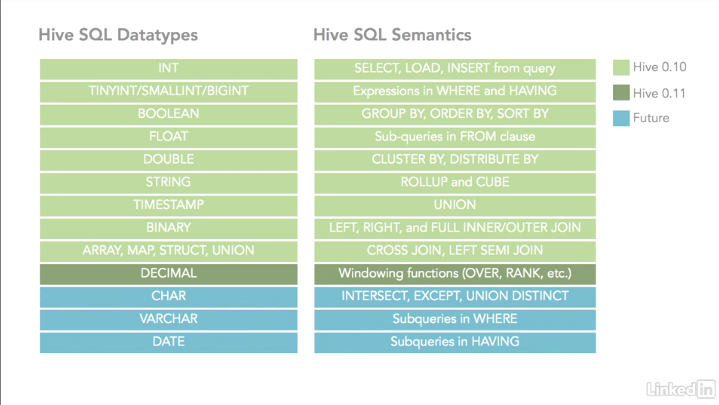 Hive SQL Datatypes
INT
TINYINT/SMALLINT/BIGINT
BOOLEAN
FLOAT
DOUBLE
STRING
TIMESTAMP
BINARY
ARRAY, MAP, STRUCT, UNION
DECIMAL
CHAR
VARCHAR
DATE
Hive SQL Semantics
SELECT, LOAD, INSERT from query
Expressions in WHERE and HAVING
GROUP BY, ORDER BY, SORT BY
Sub-queries in FROM clause
CLUSTER BY, DISTRIBUTE BY
ROLLUP and CUBE
UNION
LEFT, RIGHT, and FULL INNER/OUTER JOIN
CROSS JOIN, LEFT SEMI JOIN
Windowing functions (OVER, RANK, etc.)
INTERSECT, EXCEPT, UNION DISTINCT
Subqueries in WHERE
Subqueries in HAVING
Hive 0.10
Hive 0.11
Future
Linked in